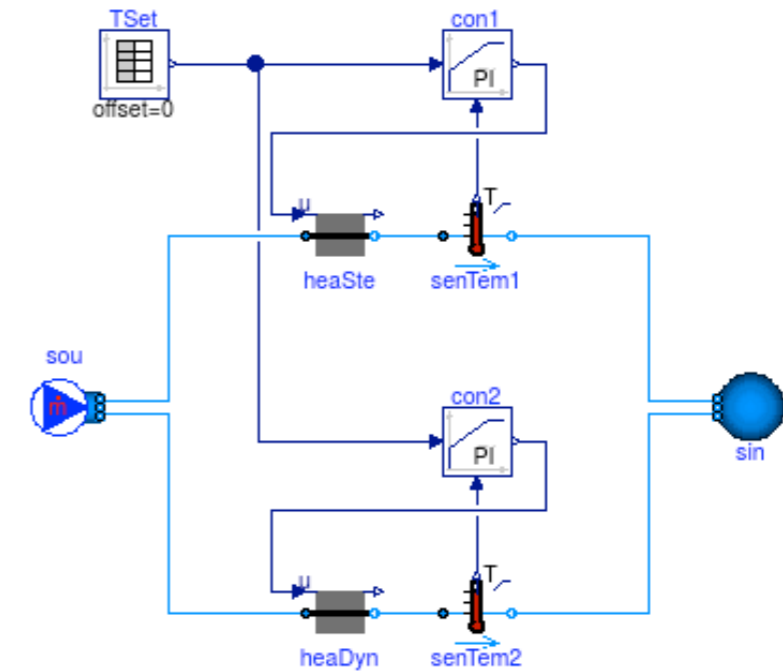 TSet
con1
PI
offset=0
u
T
heaSte
senTem1
sou
ṁ
con2
PI
sin
u
T
heaDyn
senTem2